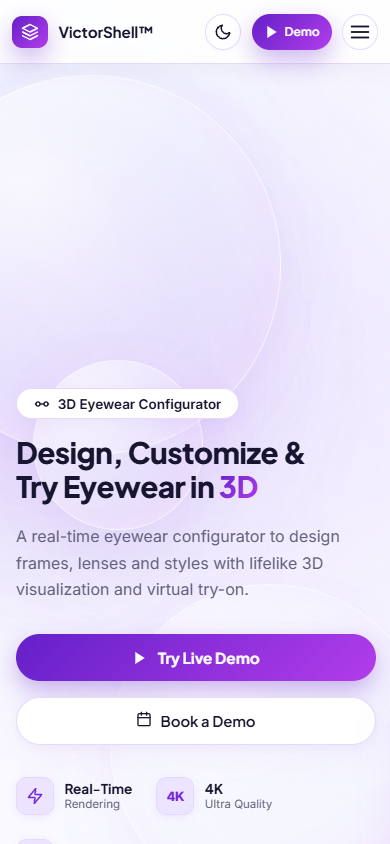 VictorShell™
Demo
3D Eyewear Configurator
Design, Customize &
Try Eyewear in 3D
A real-time eyewear configurator to design
frames, lenses and styles with lifelike 3D
visualization and virtual try-on.
Try Live Demo
Book a Demo
Real-Time
Rendering
4K
4K
Ultra Quality